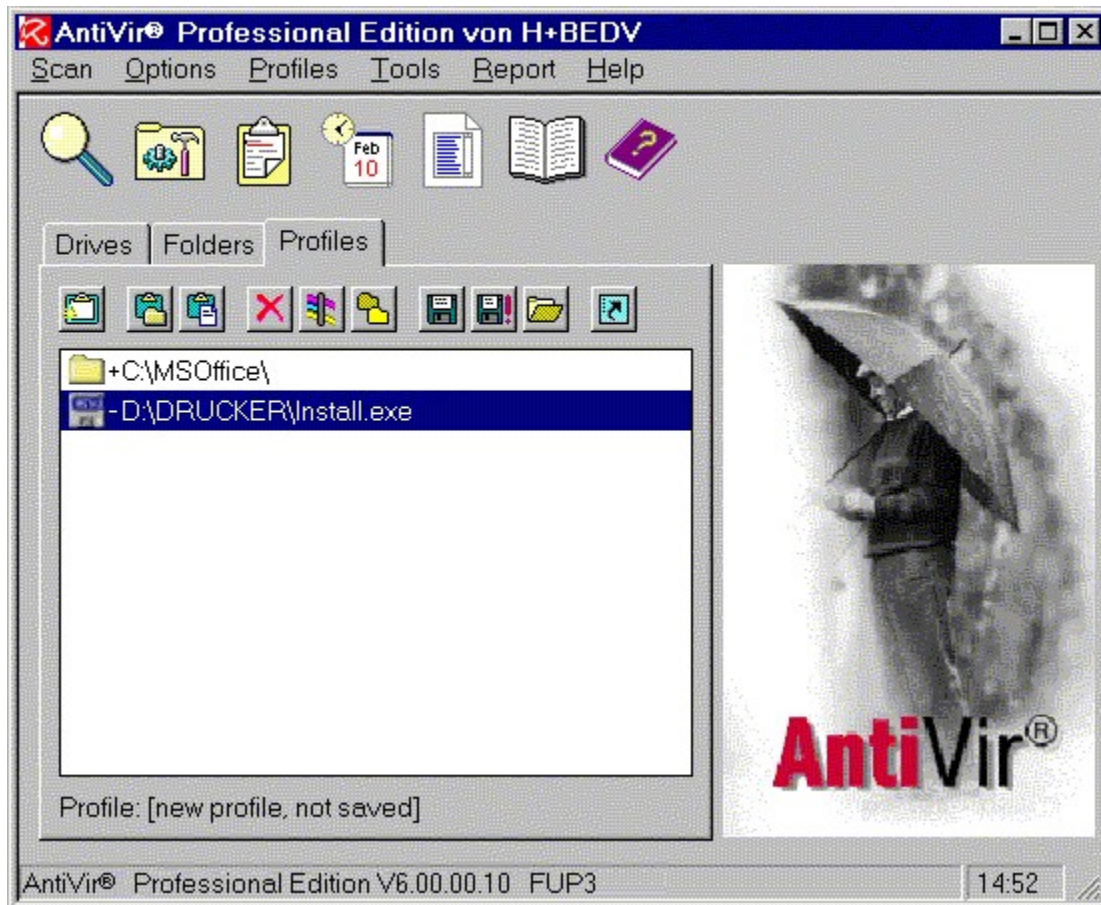 AntiVir® Professional Edition von H+BEDV
Scan Options Profiles Tools Report Help
Feb
10
?
Drives Folders Profiles
+C:\MSOffice\
-D:\DRUCKER\Install.exe
AntiVir®
Profile: [new profile, not saved]
AntiVir® Professional Edition V6.00.00.10 FUP3 14:52